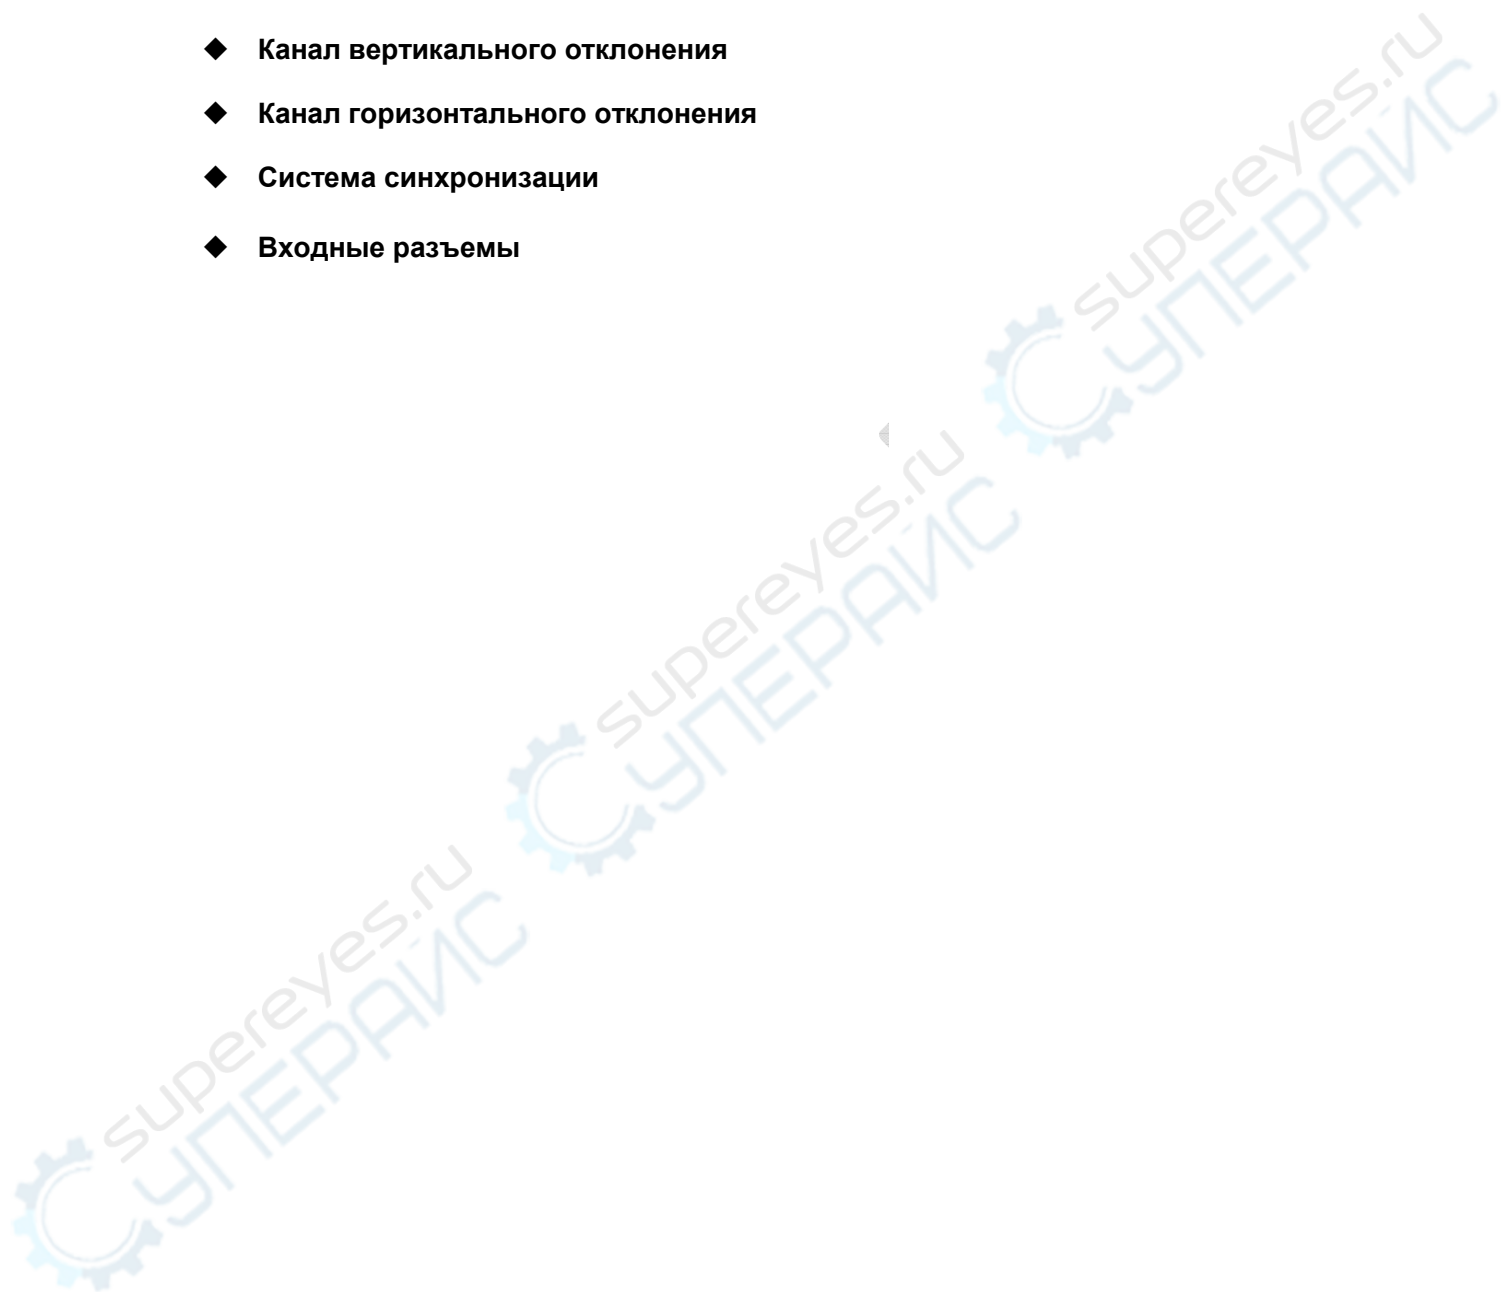 ◆ Канал вертикального отклонения
◆ Канал горизонтального отклонения
◆ Система синхронизации
◆ Входные разъемы
supereyes.ru
СУПЕРАЙС
supereyes.ru
СУПЕРАЙС
supereyes.ru
СУПЕРАЙС